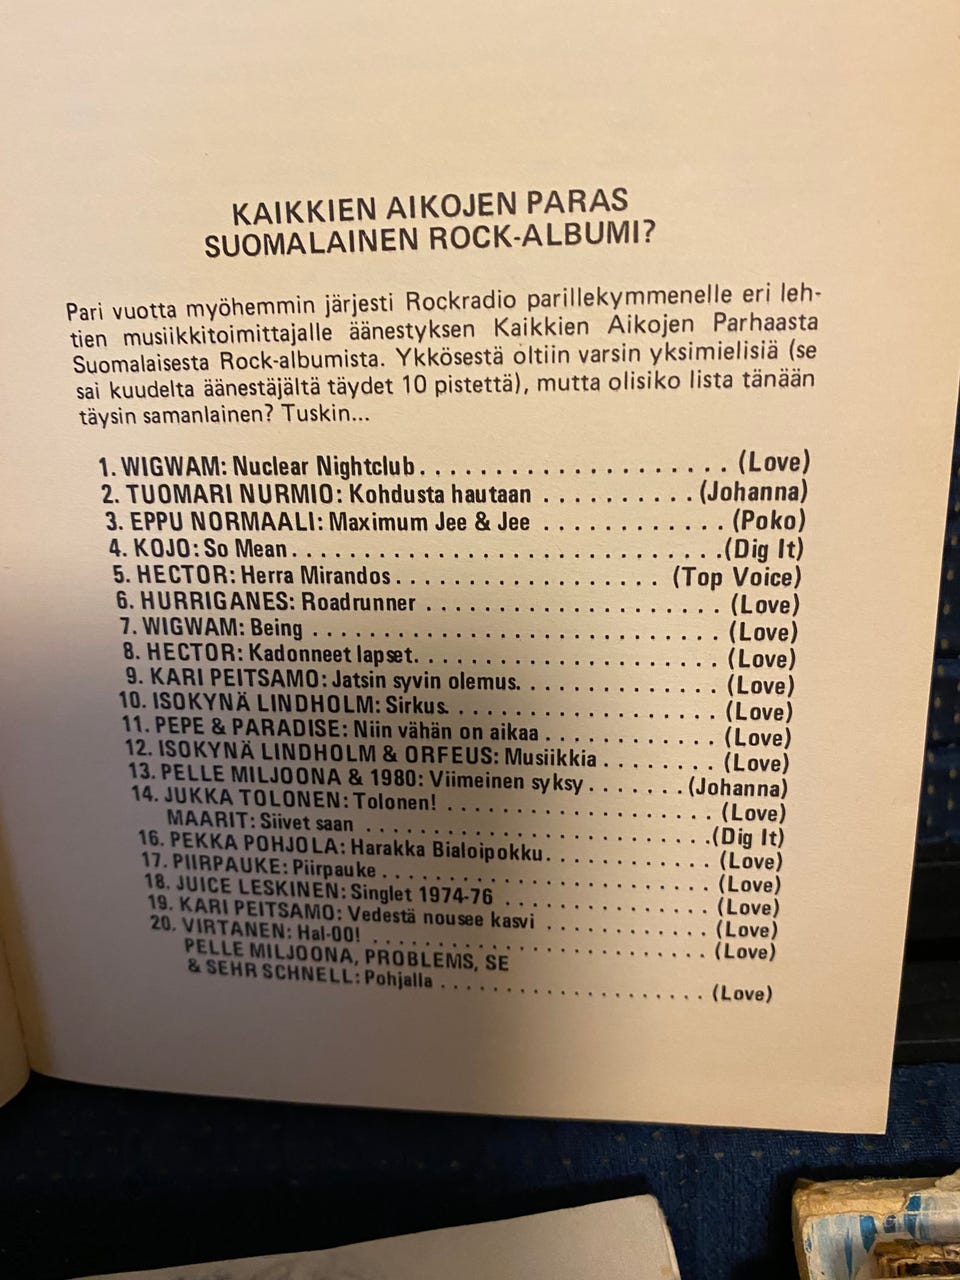 KAIKKIEN AIKOJEN PARAS
SUOMALAINEN ROCK-ALBUMI?
Pari vuotta myöhemmin järjesti Rockradio parillekymmenelle eri leh-
tien musiikkitoimittajalle äänestyksen Kaikkien Aikojen Parhaasta
Suomalaisesta Rock-albumista. Ykkösestä oltiin varsin yksimielisiä (se
sai kuudelta äänestäjältä täydet 10 pistettä), mutta olisiko lista tänään
täysin samanlainen? Tuskin...
1. WIGWAM: Nuclear Nightclub . . . . . . . . . . . . . . . . . . . . (Love)
2. TUOMARI NURMIO: Kohdusta hautaan . . . . . . . . . . (Johanna)
3. EPPU NORMAALI: Maximum Jee & Jee . . . . . . . . . . . . (Poko)
4. KOJO: So Mean . . . . . . . . . . . . . . . . . . . . . . . . . . . . (Dig It)
5. HECTOR: Herra Mirandos . . . . . . . . . . . . . . . . . . (Top Voice)
6. HURRIGANES: Roadrunner . . . . . . . . . . . . . . . . . . . . (Love)
7. WIGWAM: Being . . . . . . . . . . . . . . . . . . . . . . . . . . . . (Love)
8. HECTOR: Kadonneet lapset . . . . . . . . . . . . . . . . . . . . (Love)
9. KARI PEITSAMO: Jatsin syvin olemus . . . . . . . . . . . . . (Love)
10. ISOKYNÄ LINDHOLM: Sirkus . . . . . . . . . . . . . . . . . . (Love)
11. PEPE & PARADISE: Niin vähän on aikaa . . . . . . . . . . . (Love)
12. ISOKYNÄ LINDHOLM & ORFEUS: Musiikkia . . . . . . . . (Love)
13. PELLE MILJOONA & 1980: Viimeinen syksy . . . . . . . (Johanna)
14. JUKKA TOLONEN: Tolonen! . . . . . . . . . . . . . . . . . . . (Love)
MAARIT: Siivet saan . . . . . . . . . . . . . . . . . . . . . . . . (Dig It)
16. PEKKA POHJOLA: Harakka Bialoipokku . . . . . . . . . . . (Love)
17. PIIRPAUKE: Piirpauke . . . . . . . . . . . . . . . . . . . . . . . (Love)
18. JUICE LESKINEN: Singlet 1974-76 . . . . . . . . . . . . . . (Love)
19. KARI PEITSAMO: Vedestä nousee kasvi . . . . . . . . . . . (Love)
20. VIRTANEN: Hal-00! . . . . . . . . . . . . . . . . . . . . . . . . (Love)
PELLE MILJOONA, PROBLEMS, SE
& SEHR SCHNELL: Pohjalla . . . . . . . . . . . . . . . . . . . . (Love)